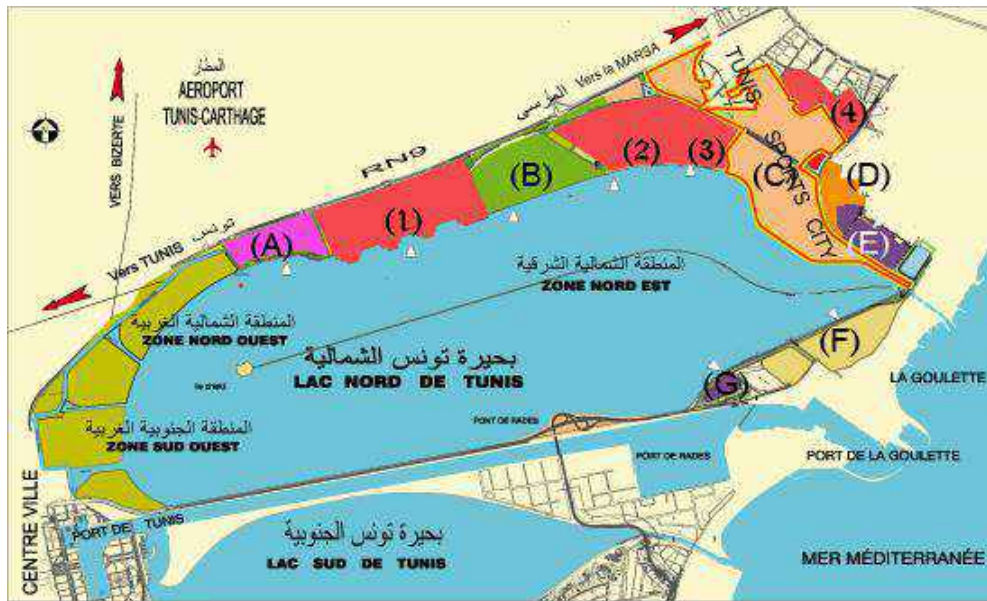 المطار
AEROPORT
TUNIS-CARTHAGE
VERS BIZERTE
المرسى
Vers la MARSA
RN9
تونس
Vers TUNIS
TUNIS
SPORTS
CITY
(A)
(1)
(B)
(2)
(3)
(4)
(C)
(D)
(E)
(F)
(G)
المنطقة الشمالية الشرقية
ZONE NORD EST
المنطقة الشمالية الغربية
ZONE NORD OUEST
بحيرة تونس الشمالية
LAC NORD DE TUNIS
المنطقة الجنوبية الغربية
ZONE SUD OUEST
PONT DE RADES
PORT DE RADES
LA GOULETTE
PORT DE LA GOULETTE
CENTRE VILLE
PORT DE TUNIS
بحيرة تونس الجنوبية
LAC SUD DE TUNIS
MER MÉDITERRANÉE